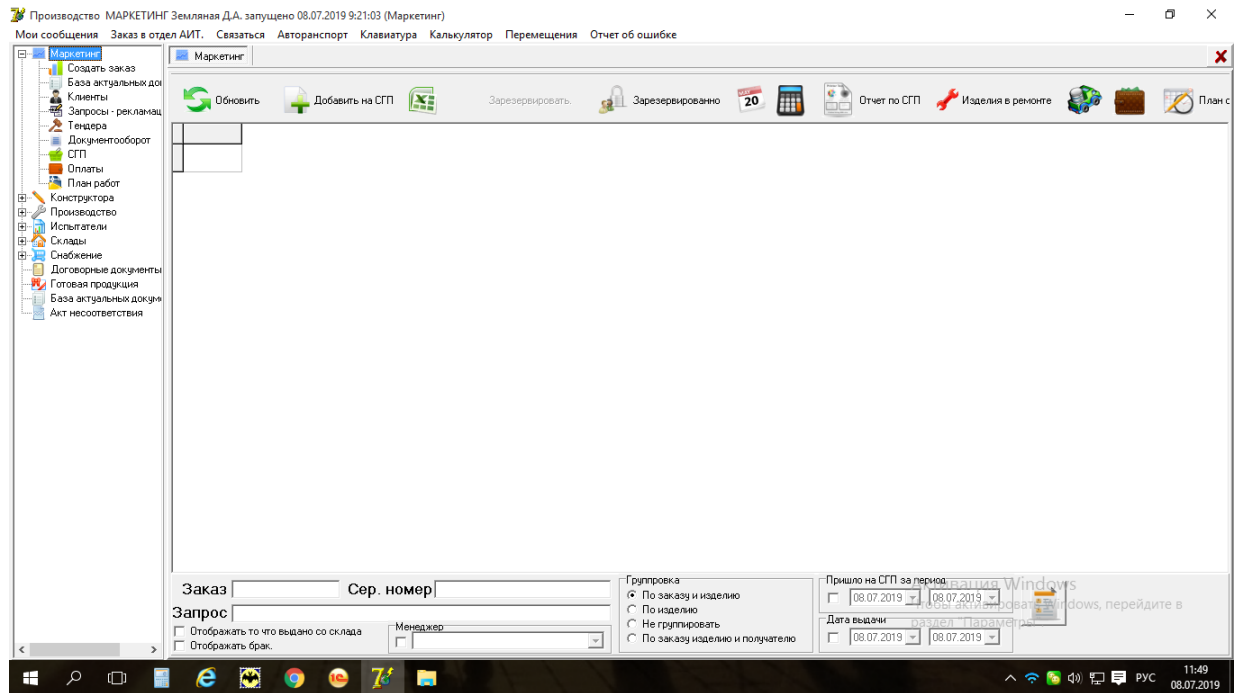 Производство МАРКЕТИНГ Земляная Д.А. запущено 08.07.2019 9:21:03 (Маркетинг)
Мои сообщения Заказ в отдел АИТ. Связаться Авторанспорт Клавиатура Калькулятор Перемещения Отчет об ошибке
Маркетинг
Создать заказ
База актуальных до
Клиенты
Запросы - рекламац
Тендера
Документооборот
СГП
Оплаты
План работ
Конструктора
Производство
Испытатели
Склады
Снабжение
Договорные документы
Готовая продукция
База актуальных докум
Акт несоответствия
Маркетинг
Обновить Добавить на СГП Зарезервировать. Зарезервированно 20 Отчет по СГП Изделия в ремонте План с
Заказ Сер. номер
Запрос
Отображать то что выдано со склада
Отображать брак.
Менеджер
Группровка
По заказу и изделию
По изделию
Не группировать
По заказу изделию и получателю
Пришло на СГП за период
08.07.2019 08.07.2019
Дата выдачи
08.07.2019 08.07.2019
Активация Windows
Чтобы активировать Windows, перейдите в
раздел "Параметры".
РУС 11:49
08.07.2019